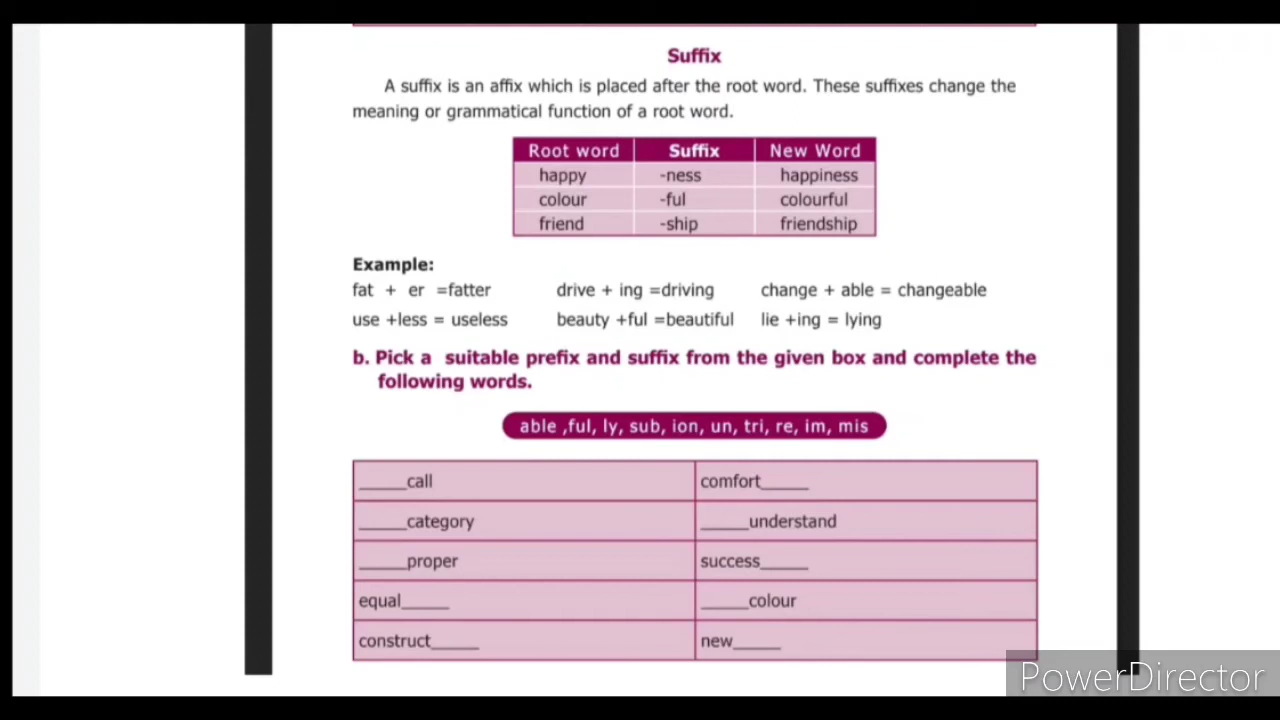 Suffix
A suffix is an affix which is placed after the root word. These suffixes change the
meaning or grammatical function of a root word.
Root word Suffix New Word
happy -ness happiness
colour -ful colourful
friend -ship friendship
Example:
fat + er =fatter drive + ing =driving change + able = changeable
use +less = useless beauty +ful =beautiful lie +ing = lying
b. Pick a suitable prefix and suffix from the given box and complete the
following words.
able ,ful, ly, sub, ion, un, tri, re, im, mis
_____call comfort_____
_____category _____understand
_____proper success_____
equal_____ _____colour
construct_____ new_____
PowerDirector